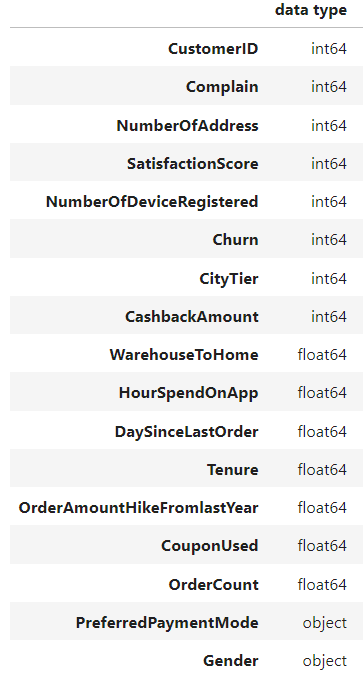 data type
CustomerID int64
Complain int64
NumberOfAddress int64
SatisfactionScore int64
NumberOfDeviceRegistered int64
Churn int64
CityTier int64
CashbackAmount int64
WarehouseToHome float64
HourSpendOnApp float64
DaySinceLastOrder float64
Tenure float64
OrderAmountHikeFromlastYear float64
CouponUsed float64
OrderCount float64
PreferredPaymentMode object
Gender object